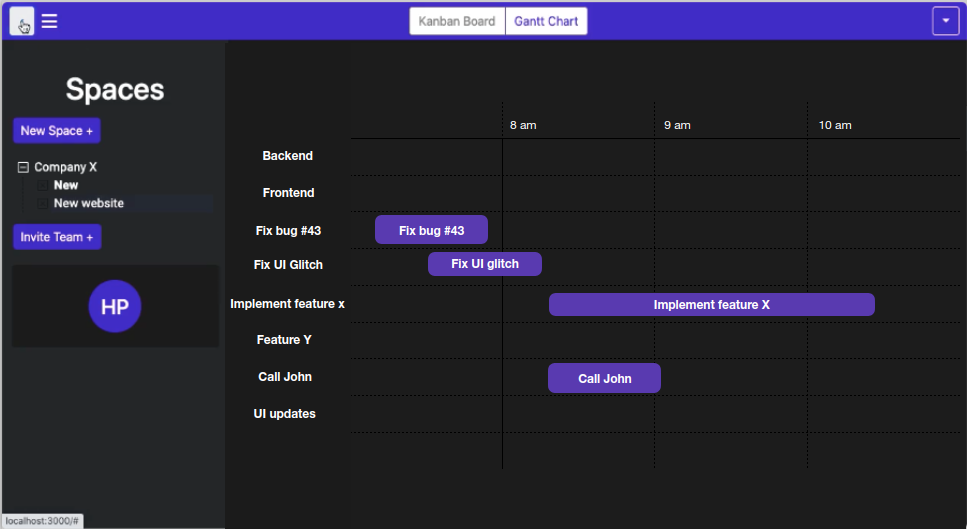 Kanban Board
Gantt Chart
Spaces
New Space +
Company X
New
New website
Invite Team +
HP
8 am
9 am
10 am
Backend
Frontend
Fix bug #43
Fix bug #43
Fix UI Glitch
Fix UI glitch
Implement feature x
Implement feature X
Feature Y
Call John
Call John
UI updates
localhost:3000/#